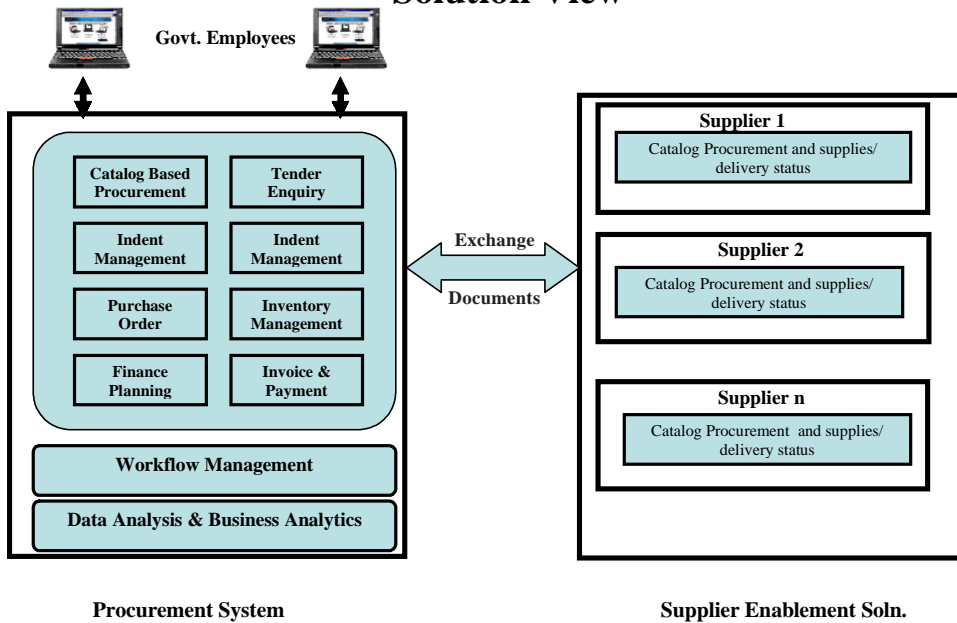 Solution View
Govt. Employees
Catalog Based
Procurement
Tender
Enquiry
Indent
Management
Indent
Management
Purchase
Order
Inventory
Management
Finance
Planning
Invoice &
Payment
Workflow Management
Data Analysis & Business Analytics
Exchange
Documents
Supplier 1
Catalog Procurement and supplies/
delivery status
Supplier 2
Catalog Procurement and supplies/
delivery status
Supplier n
Catalog Procurement  and supplies/
delivery status
Procurement System
Supplier Enablement Soln.